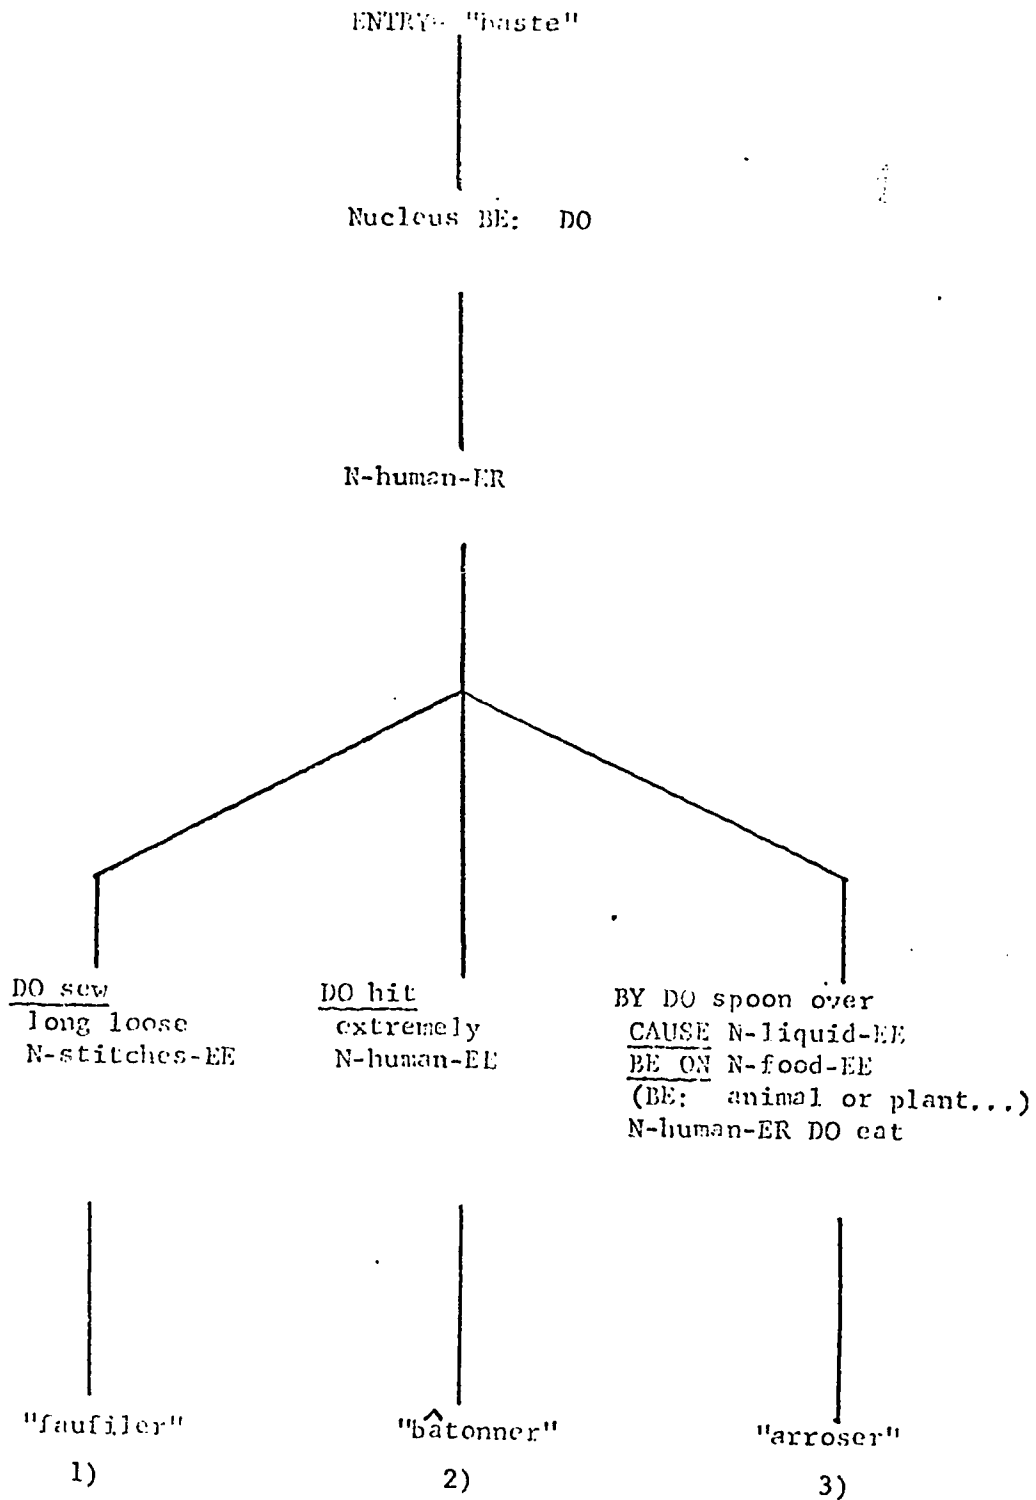 ENTRY= "baste"
Nucleus BE: DO
N-human-ER
DO sew
long loose
N-stitches-EE
DO hit
extremely
N-human-EE
BY DO spoon over
CAUSE N-liquid-EE
BE ON N-food-EE
(BE: animal or plant...)
N-human-ER DO eat
"faufiler"
1)
"bâtonner"
2)
"arroser"
3)